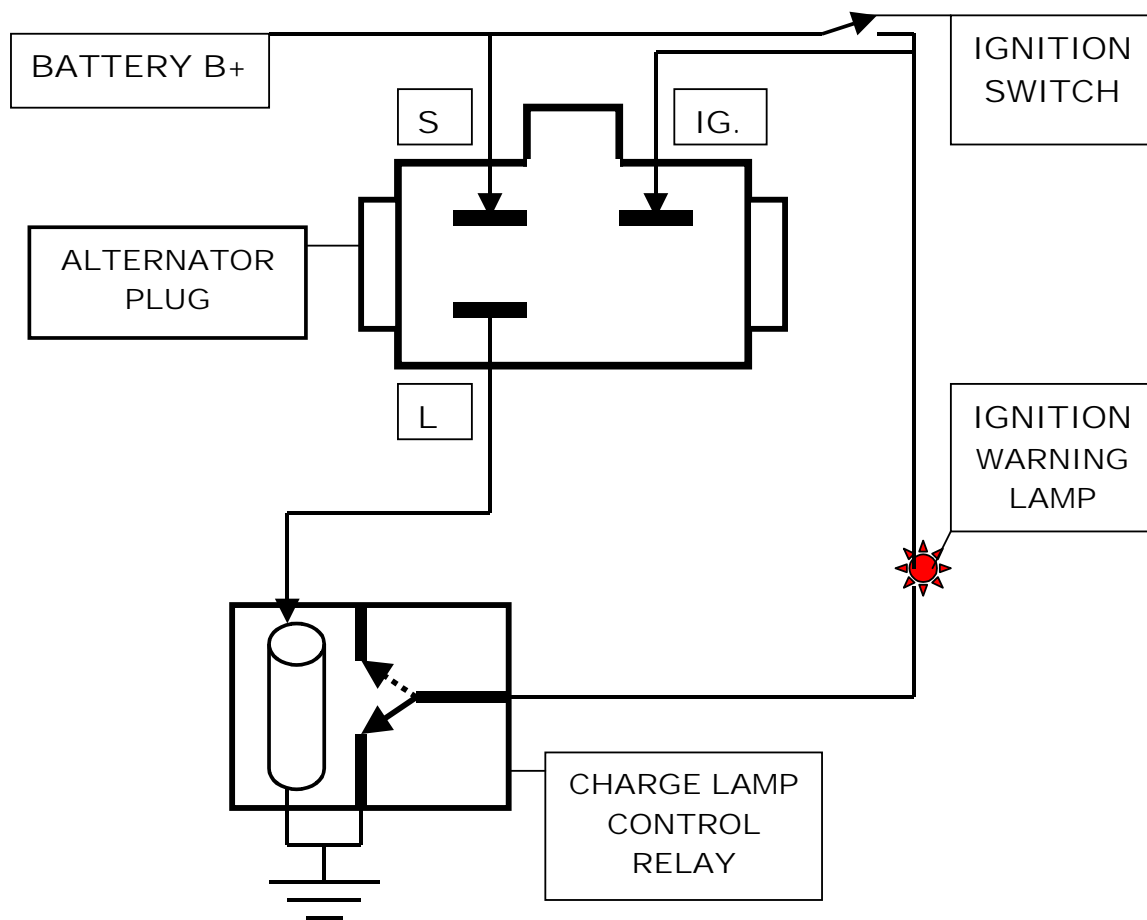 BATTERY B+
IGNITION
SWITCH
S
IG.
ALTERNATOR
PLUG
L
IGNITION
WARNING
LAMP
CHARGE LAMP
CONTROL
RELAY